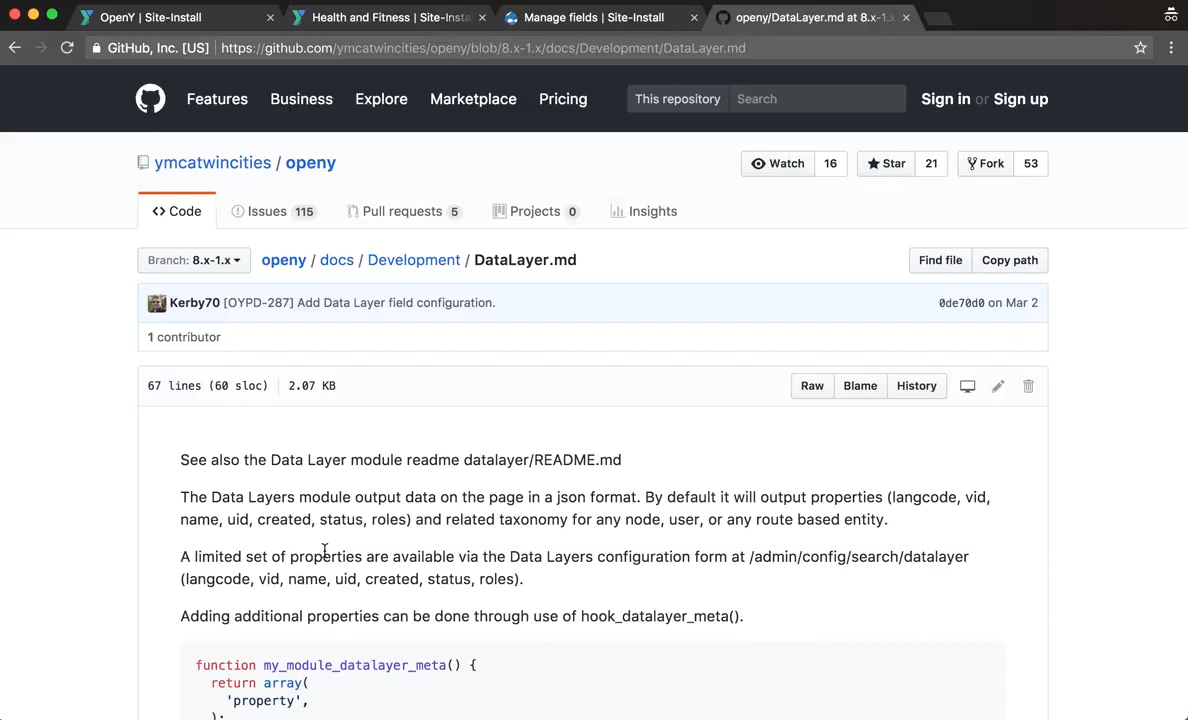 OpenY | Site-Install
Health and Fitness | Site-Insta
Manage fields | Site-Install
openy/DataLayer.md at 8.x-1.
GitHub, Inc. [US] https://github.com/ymcatwincities/openy/blob/8.x-1.x/docs/Development/DataLayer.md
Features Business Explore Marketplace Pricing This repository Search Sign in or Sign up
ymcatwincities / openy Watch 16 Star 21 Fork 53
Code Issues 115 Pull requests 5 Projects 0 Insights
Branch: 8.x-1.x openy / docs / Development / DataLayer.md Find file Copy path
Kerby70 [OYPD-287] Add Data Layer field configuration. 0de70d0 on Mar 2
1 contributor
67 lines (60 sloc) 2.07 KB Raw Blame History
See also the Data Layer module readme datalayer/README.md
The Data Layers module output data on the page in a json format. By default it will output properties (langcode, vid,
name, uid, created, status, roles) and related taxonomy for any node, user, or any route based entity.
A limited set of properties are available via the Data Layers configuration form at /admin/config/search/datalayer
(langcode, vid, name, uid, created, status, roles).
Adding additional properties can be done through use of hook_datalayer_meta().
function my_module_datalayer_meta() {
return array(
'property',
);